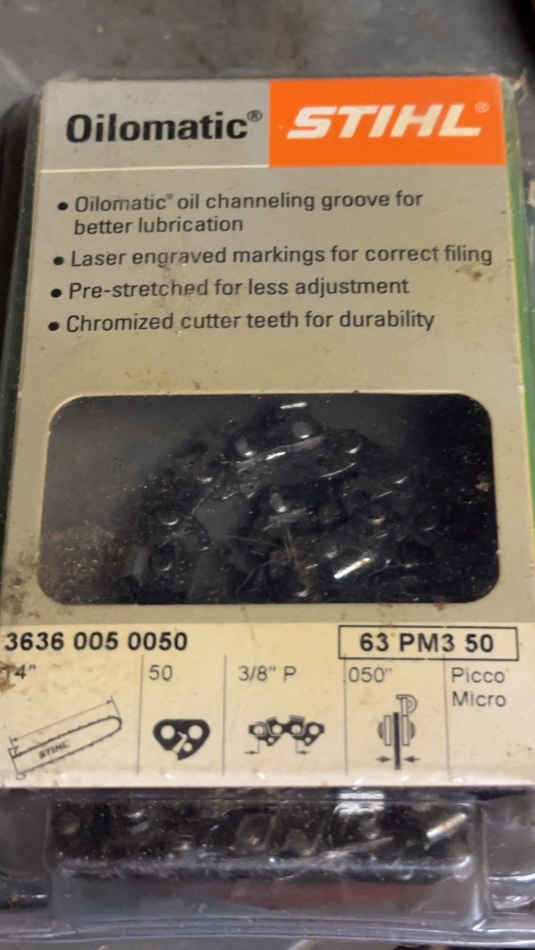 Oilomatic® STIHL®
• Oilomatic® oil channeling groove for
better lubrication
• Laser engraved markings for correct filing
• Pre-stretched for less adjustment
• Chromized cutter teeth for durability
3636 005 0050
63 PM3 50
14"
50
3/8" P
.050"
Picco
Micro
STIHL